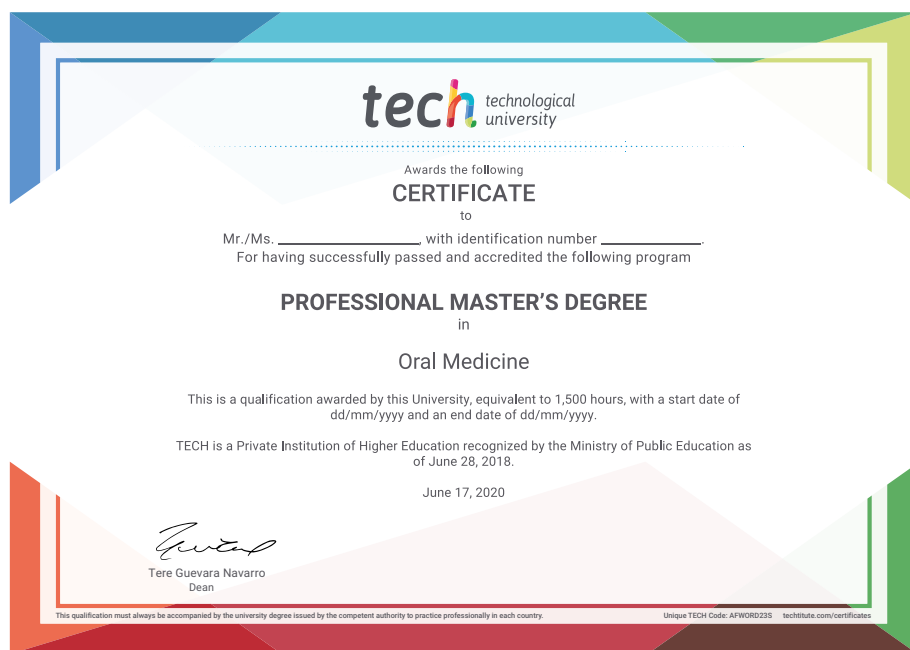 tech technological
university
Awards the following
CERTIFICATE
to
Mr./Ms. ____________________, with identification number ______________.
For having successfully passed and accredited the following program
PROFESSIONAL MASTER'S DEGREE
in
Oral Medicine
This is a qualification awarded by this University, equivalent to 1,500 hours, with a start date of
dd/mm/yyyy and an end date of dd/mm/yyyy.
TECH is a Private Institution of Higher Education recognized by the Ministry of Public Education as
of June 28, 2018.
June 17, 2020
Tere Guevara Navarro
Dean
This qualification must always be accompanied by the university degree issued by the competent authority to practice professionally in each country.
Unique TECH Code: AFWORD23S techtitute.com/certificates